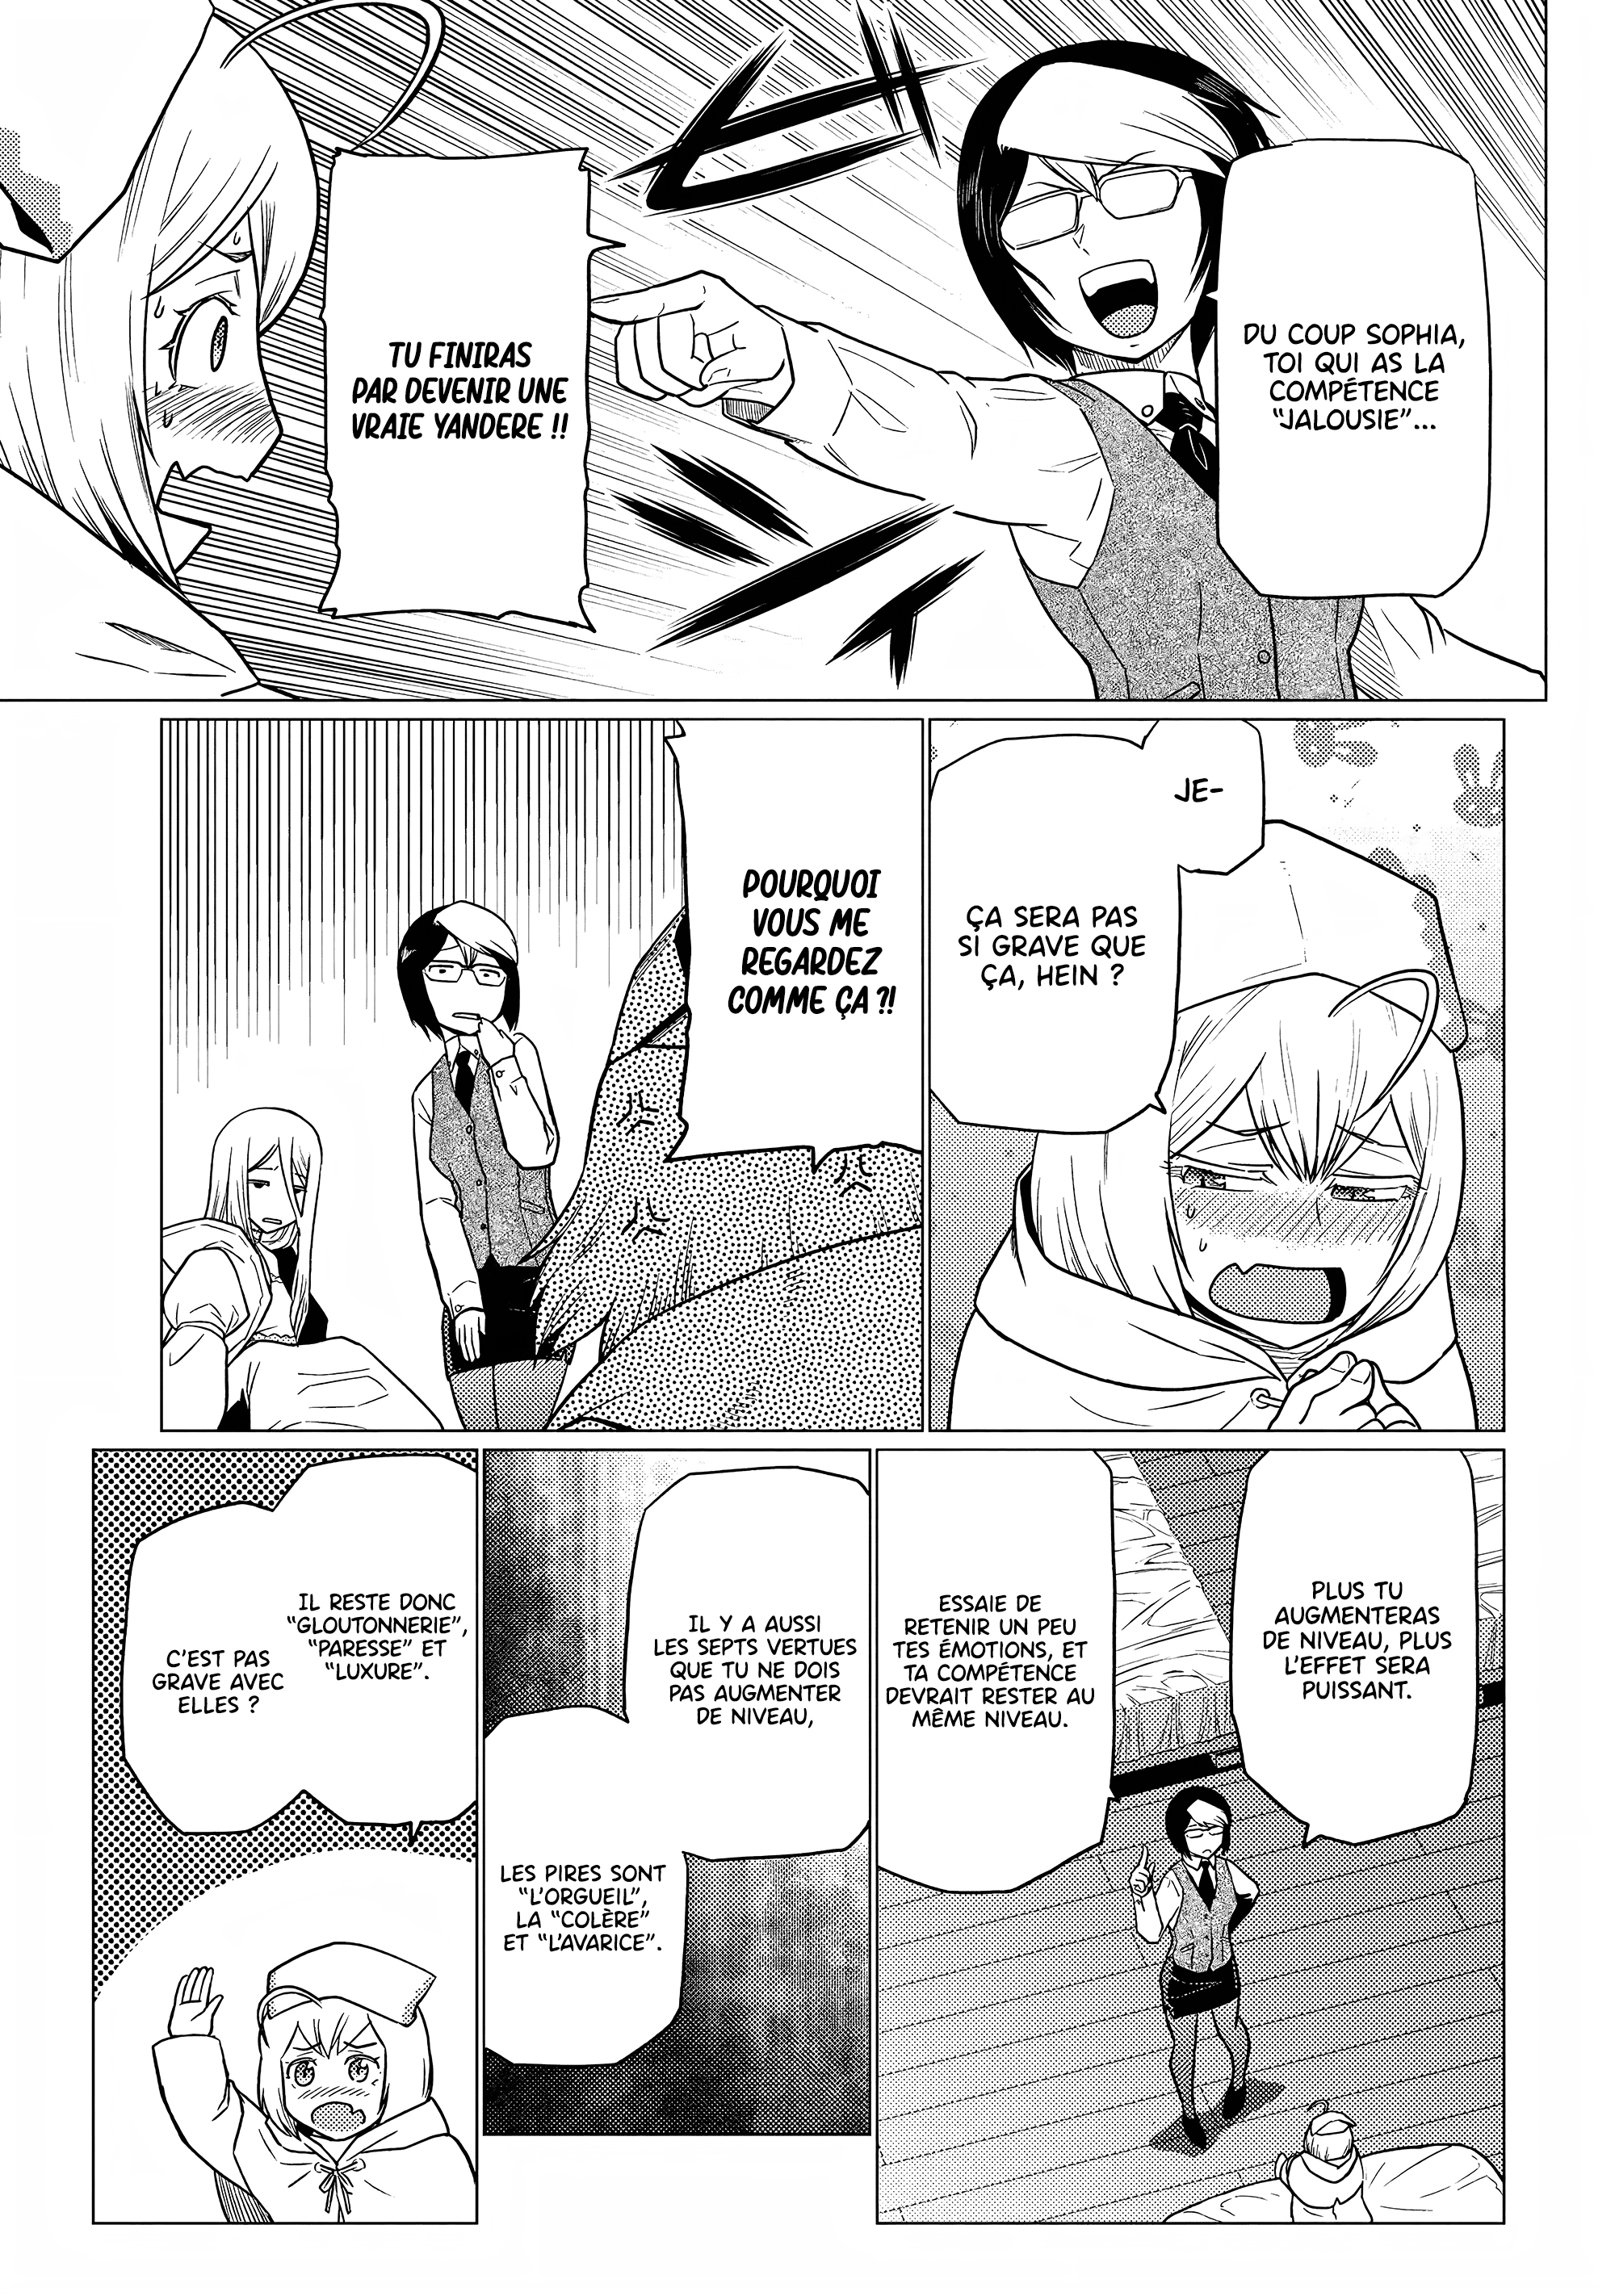 DU COUP SOPHIA,
TOI QUI AS LA
COMPÉTENCE
“JALOUSIE”...
TU FINIRAS
PAR DEVENIR UNE
VRAIE YANDERE !!
JE-
ÇA SERA PAS
SI GRAVE QUE
ÇA, HEIN ?
POURQUOI
VOUS ME
REGARDEZ
COMME ÇA ?!
PLUS TU
AUGMENTERAS
DE NIVEAU, PLUS
L’EFFET SERA
PUISSANT.
ESSAIE DE
RETENIR UN PEU
TES ÉMOTIONS, ET
TA COMPÉTENCE
DEVRAIT RESTER AU
MÊME NIVEAU.
IL Y A AUSSI
LES SEPTS VERTUES
QUE TU NE DOIS
PAS AUGMENTER
DE NIVEAU,
LES PIRES SONT
“L’ORGUEIL”,
LA “COLÈRE”
ET “L’AVARICE”.
IL RESTE DONC
“GLOUTONNERIE”,
“PARESSE” ET
“LUXURE”.
C’EST PAS
GRAVE AVEC
ELLES ?